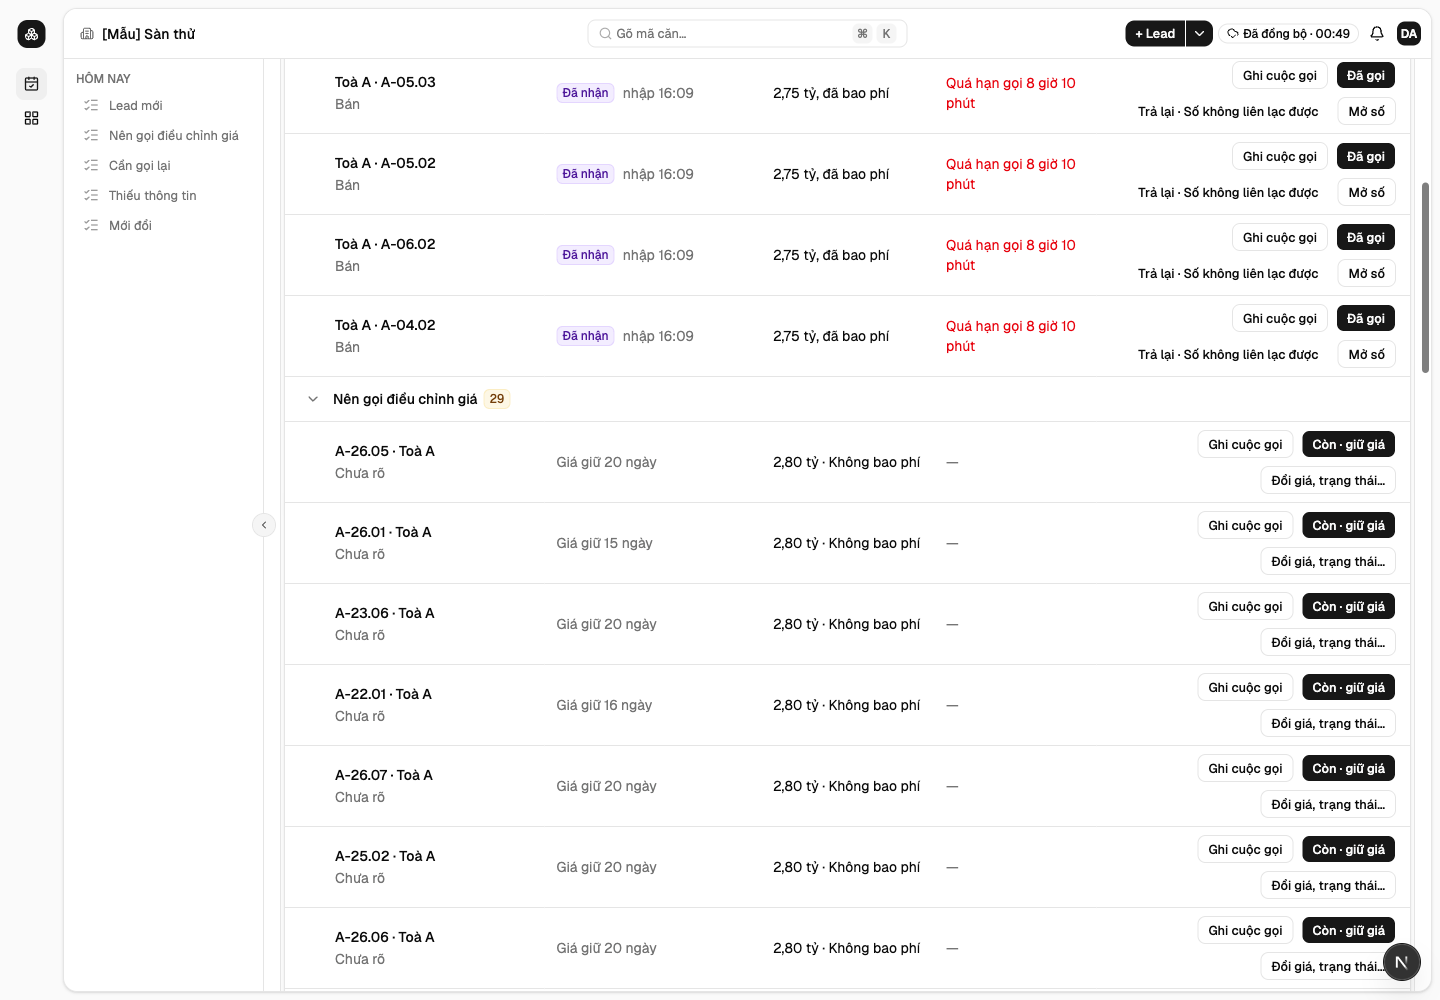 [Mẫu] Sàn thử
Gõ mã căn...
⌘ K
+ Lead
Đã đồng bộ · 00:49
DA
HÔM NAY
Lead mới
Nên gọi điều chỉnh giá
Cần gọi lại
Thiếu thông tin
Mới đổi
Toà A · A-05.03
Bán
Đã nhận nhập 16:09
2,75 tỷ, đã bao phí
Quá hạn gọi 8 giờ 10
phút
Ghi cuộc gọi Đã gọi
Trả lại · Số không liên lạc được Mở số
Toà A · A-05.02
Bán
Đã nhận nhập 16:09
2,75 tỷ, đã bao phí
Quá hạn gọi 8 giờ 10
phút
Ghi cuộc gọi Đã gọi
Trả lại · Số không liên lạc được Mở số
Toà A · A-06.02
Bán
Đã nhận nhập 16:09
2,75 tỷ, đã bao phí
Quá hạn gọi 8 giờ 10
phút
Ghi cuộc gọi Đã gọi
Trả lại · Số không liên lạc được Mở số
Toà A · A-04.02
Bán
Đã nhận nhập 16:09
2,75 tỷ, đã bao phí
Quá hạn gọi 8 giờ 10
phút
Ghi cuộc gọi Đã gọi
Trả lại · Số không liên lạc được Mở số
Nên gọi điều chỉnh giá 29
A-26.05 · Toà A
Chưa rõ
Giá giữ 20 ngày
2,80 tỷ · Không bao phí
—
Ghi cuộc gọi Còn · giữ giá
Đổi giá, trạng thái...
A-26.01 · Toà A
Chưa rõ
Giá giữ 15 ngày
2,80 tỷ · Không bao phí
—
Ghi cuộc gọi Còn · giữ giá
Đổi giá, trạng thái...
A-23.06 · Toà A
Chưa rõ
Giá giữ 20 ngày
2,80 tỷ · Không bao phí
—
Ghi cuộc gọi Còn · giữ giá
Đổi giá, trạng thái...
A-22.01 · Toà A
Chưa rõ
Giá giữ 16 ngày
2,80 tỷ · Không bao phí
—
Ghi cuộc gọi Còn · giữ giá
Đổi giá, trạng thái...
A-26.07 · Toà A
Chưa rõ
Giá giữ 20 ngày
2,80 tỷ · Không bao phí
—
Ghi cuộc gọi Còn · giữ giá
Đổi giá, trạng thái...
A-25.02 · Toà A
Chưa rõ
Giá giữ 20 ngày
2,80 tỷ · Không bao phí
—
Ghi cuộc gọi Còn · giữ giá
Đổi giá, trạng thái...
A-26.06 · Toà A
Chưa rõ
Giá giữ 20 ngày
2,80 tỷ · Không bao phí
—
Ghi cuộc gọi Còn · giữ giá
Đổi giá, trạng thái...
N